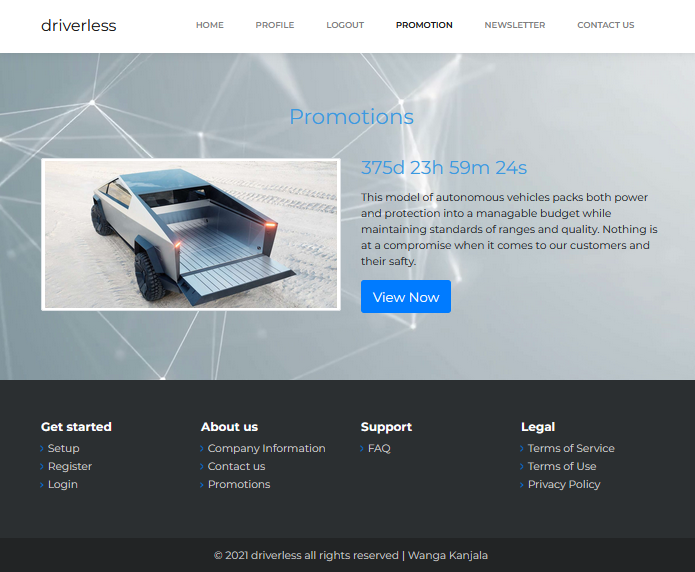 driverless
HOME PROFILE LOGOUT PROMOTION NEWSLETTER CONTACT US
Promotions
375d 23h 59m 24s
This model of autonomous vehicles packs both power
and protection into a managable budget while
maintaining standards of ranges and quality. Nothing is
at a compromise when it comes to our customers and
their safty.
View Now
Get started
Setup
Register
Login
About us
Company Information
Contact us
Promotions
Support
FAQ
Legal
Terms of Service
Terms of Use
Privacy Policy
© 2021 driverless all rights reserved | Wanga Kanjala